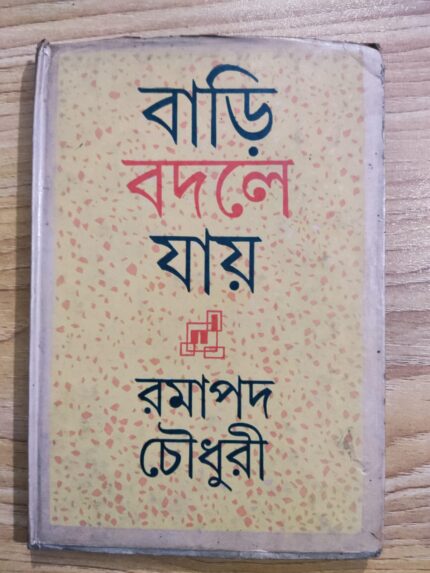 বাড়ি
বদলে
যায়
রমাপদ
চৌধুরী